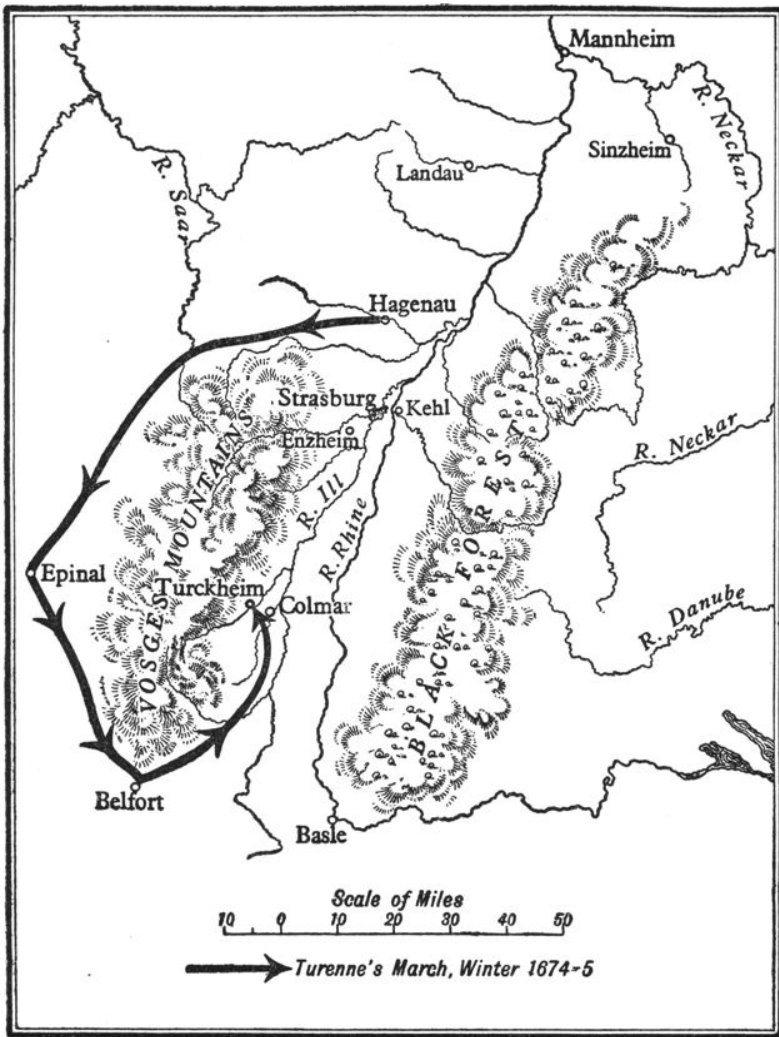 Mannheim
R. Neckar
Sinzheim
Landau
R. Saar
Hagenau
Strasburg
Kehl
Enzheim
R. Ill
R. Rhine
VOSGES MOUNTAINS
BLACK FOREST
R. Neckar
Epinal
Turckheim
Colmar
R. Danube
Belfort
Basle
Scale of Miles
10 0 10 20 30 40 50
Turenne's March, Winter 1674-5